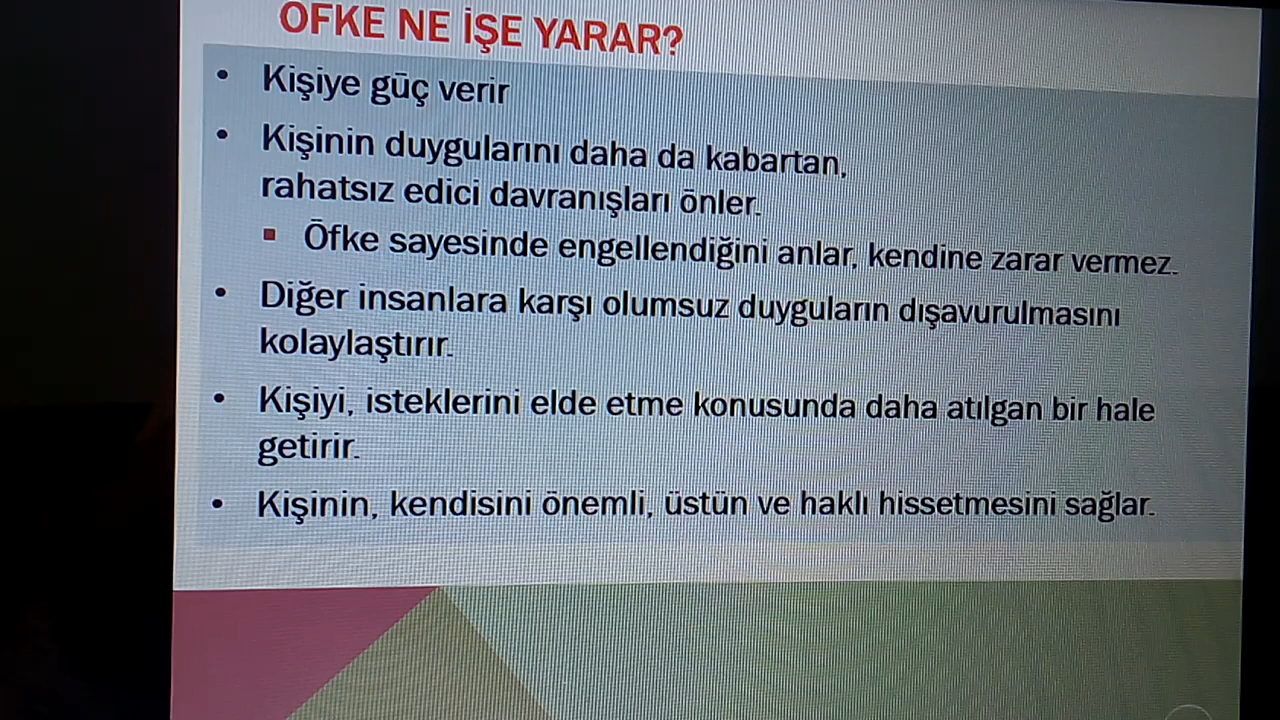 ÖFKE NE İŞE YARAR?
• Kişiye güç verir
• Kişinin duygularını daha da kabartan,
rahatsız edici davranışları önler.
▪ Öfke sayesinde engellendiğini anlar, kendine zarar vermez.
• Diğer insanlara karşı olumsuz duyguların dışavurulmasını
kolaylaştırır.
• Kişiyi, isteklerini elde etme konusunda daha atılgan bir hale
getirir.
• Kişinin, kendisini önemli, üstün ve haklı hissetmesini sağlar.